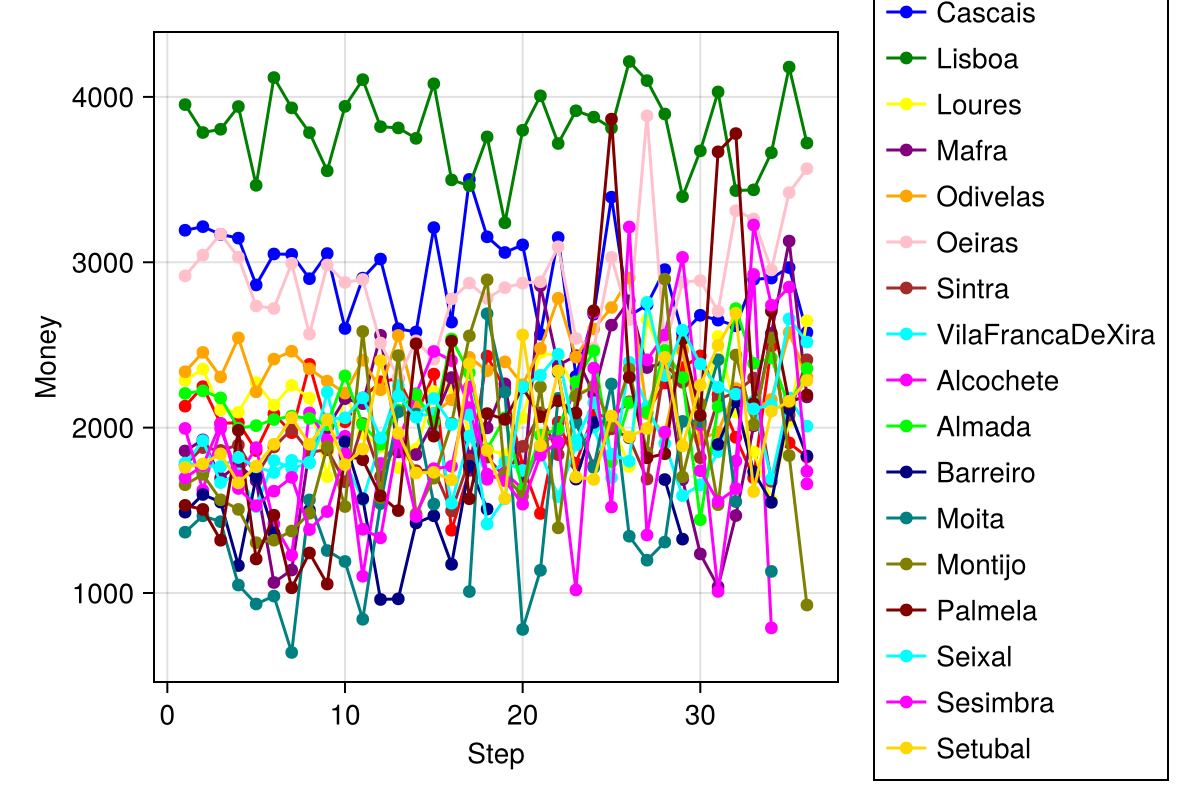 Cascais
Lisboa
Loures
Mafra
Odivelas
Oeiras
Sintra
VilaFrancaDeXira
Alcochete
Almada
Barreiro
Moita
Montijo
Palmela
Seixal
Sesimbra
Setubal
Money
4000
3000
2000
1000
0 10 20 30
Step